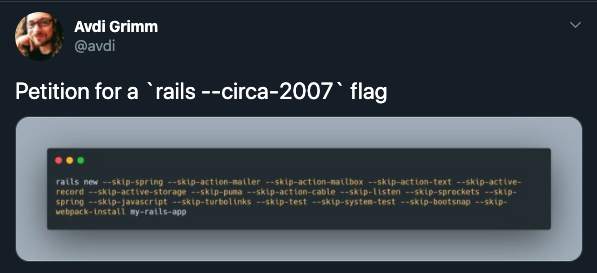 Avdi Grimm
@avdi
Petition for a `rails --circa-2007` flag
rails new --skip-spring --skip-action-mailer --skip-action-mailbox --skip-action-text --skip-active-
record --skip-active-storage --skip-puma --skip-action-cable --skip-listen --skip-sprockets --skip-
spring --skip-javascript --skip-turbolinks --skip-test --skip-system-test --skip-bootsnap --skip-
webpack-install my-rails-app